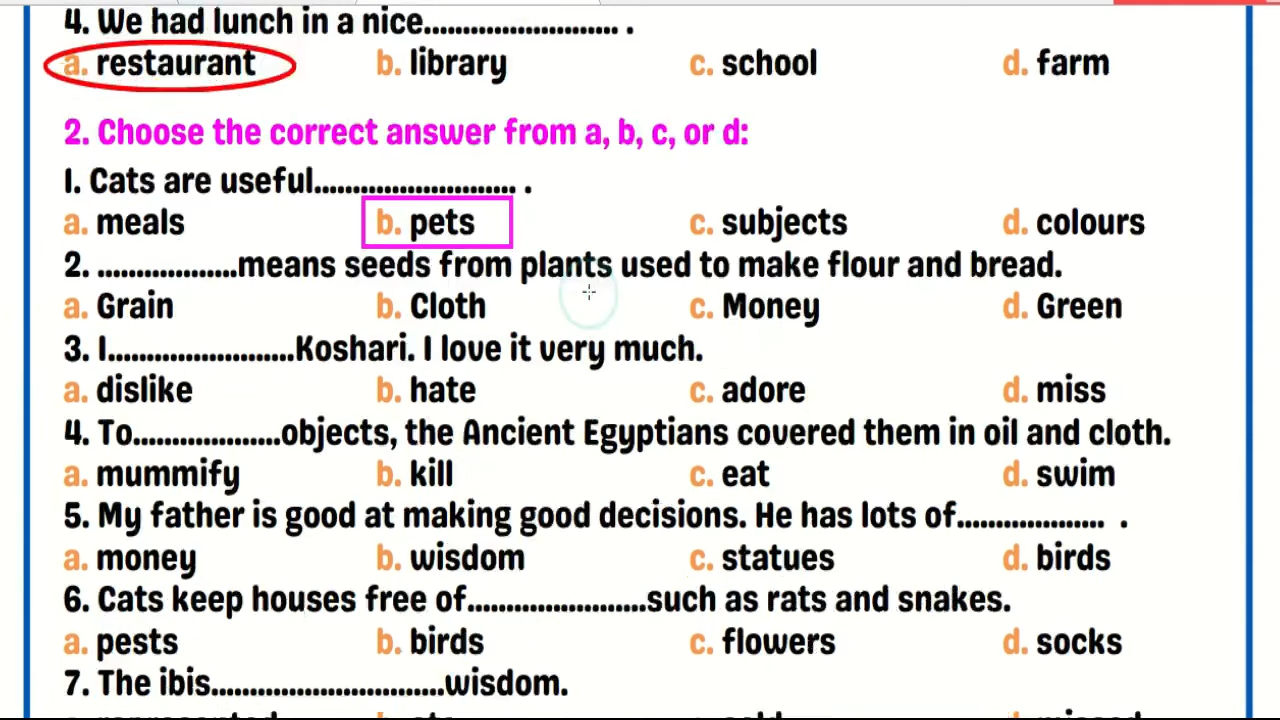 4. We had lunch in a nice......................... .
a. restaurant b. library c. school d. farm
2. Choose the correct answer from a, b, c, or d:
1. Cats are useful.......................... .
a. meals b. pets c. subjects d. colours
2. ..................means seeds from plants used to make flour and bread.
a. Grain b. Cloth c. Money d. Green
3. I........................Koshari. I love it very much.
a. dislike b. hate c. adore d. miss
4. To...................objects, the Ancient Egyptians covered them in oil and cloth.
a. mummify b. kill c. eat d. swim
5. My father is good at making good decisions. He has lots of................... .
a. money b. wisdom c. statues d. birds
6. Cats keep houses free of.......................such as rats and snakes.
a. pests b. birds c. flowers d. socks
7. The ibis..............................wisdom.